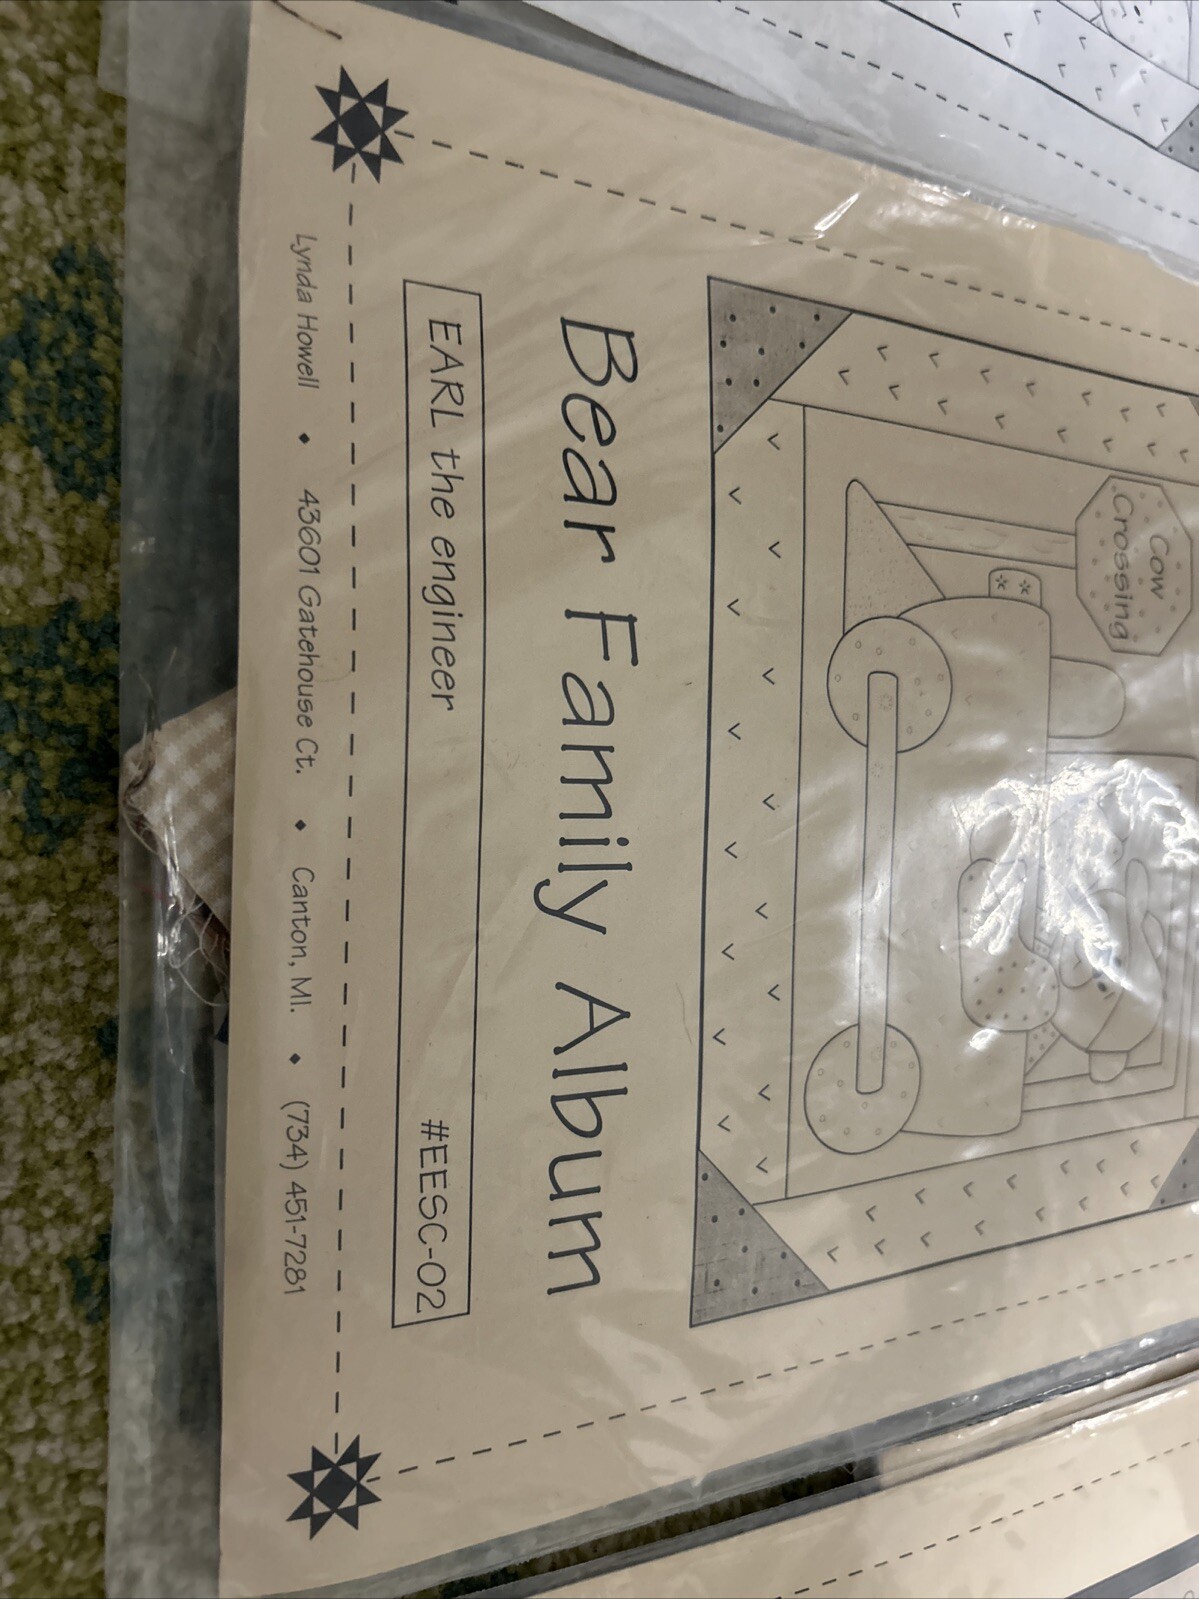 Cow
Crossing
Bear Family Album
EARL the engineer #EESC-02
Lynda Howell ♦ 43601 Gatehouse Ct. ♦ Canton, MI. ♦ (734) 451-7281